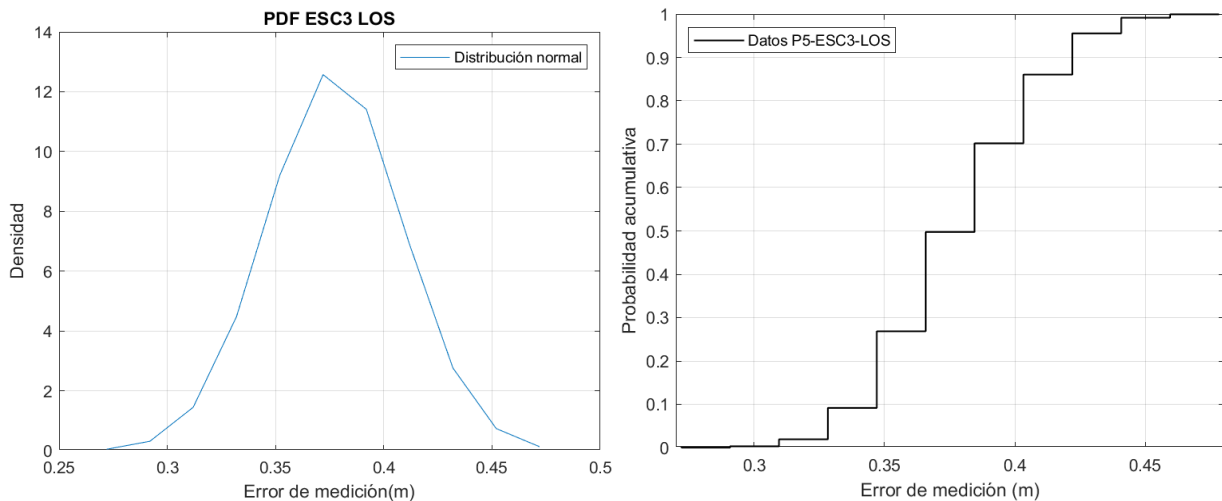 PDF ESC3 LOS
14
12
10
8
6
4
2
0
Densidad
Distribución normal
0.25 0.3 0.35 0.4 0.45 0.5
Error de medición(m)
1
0.9
0.8
0.7
0.6
0.5
0.4
0.3
0.2
0.1
0
Probabilidad acumulativa
Datos P5-ESC3-LOS
0.3 0.35 0.4 0.45
Error de medición (m)